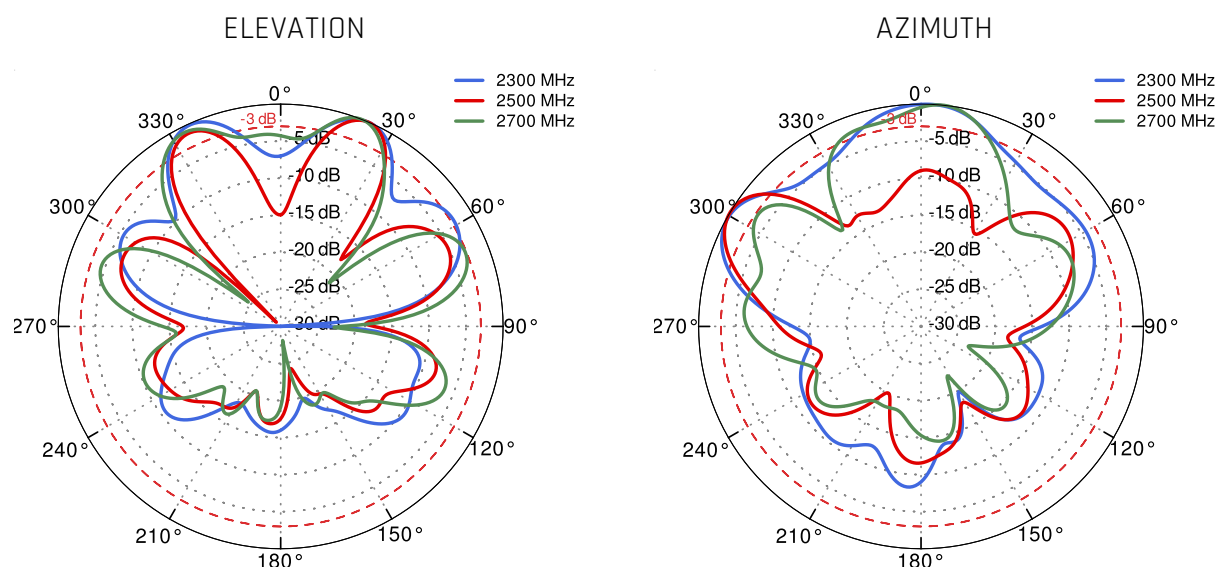 ELEVATION
2300 MHz
2500 MHz
2700 MHz
0°
30°
60°
90°
120°
150°
180°
210°
240°
270°
300°
330°
-3 dB
-5 dB
-10 dB
-15 dB
-20 dB
-25 dB
-30 dB
AZIMUTH
2300 MHz
2500 MHz
2700 MHz
0°
30°
60°
90°
120°
150°
180°
210°
240°
270°
300°
330°
-3 dB
-5 dB
-10 dB
-15 dB
-20 dB
-25 dB
-30 dB